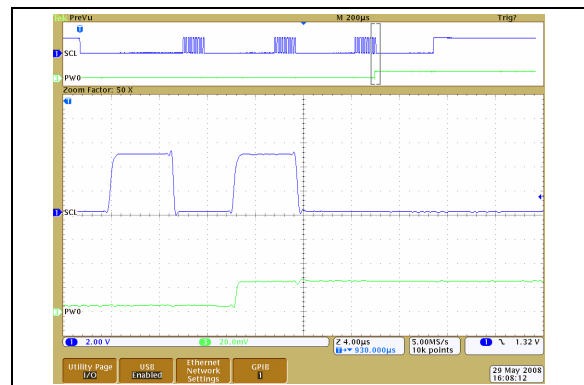 PreVu M 200µs Trig?
SCL
PW0
Zoom Factor: 50 X
SCL
PW0
1 2.00 V 20.0mV Z 4.00µs 5.00MS/s 1 1.32 V
930.000µs 10k points
Utility Page USB Ethernet GPIB
I/O Enabled Network 1
Settings
29 May 2008
16:08:12